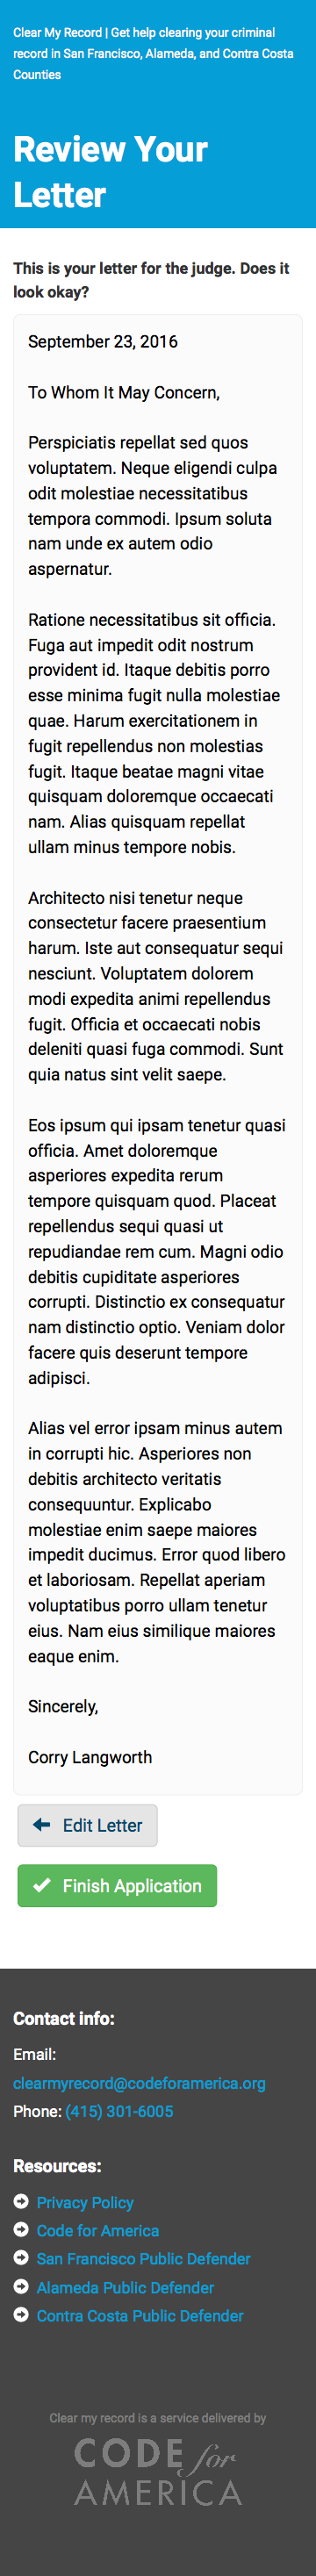 Clear My Record | Get help clearing your criminal
record in San Francisco, Alameda, and Contra Costa
Counties
Review Your
Letter
This is your letter for the judge. Does it
look okay?
September 23, 2016
To Whom It May Concern,
Perspiciatis repellat sed quos
voluptatem. Neque eligendi culpa
odit molestiae necessitatibus
tempora commodi. Ipsum soluta
nam unde ex autem odio
aspernatur.
Ratione necessitatibus sit officia.
Fuga aut impedit odit nostrum
provident id. Itaque debitis porro
esse minima fugit nulla molestiae
quae. Harum exercitationem in
fugit repellendus non molestias
fugit. Itaque beatae magni vitae
quisquam doloremque occaecati
nam. Alias quisquam repellat
ullam minus tempore nobis.
Architecto nisi tenetur neque
consectetur facere praesentium
harum. Iste aut consequatur sequi
nesciunt. Voluptatem dolorem
modi expedita animi repellendus
fugit. Officia et occaecati nobis
deleniti quasi fuga commodi. Sunt
quia natus sint velit saepe.
Eos ipsum qui ipsam tenetur quasi
officia. Amet doloremque
asperiores expedita rerum
tempore quisquam quod. Placeat
repellendus sequi quasi ut
repudiandae rem cum. Magni odio
debitis cupiditate asperiores
corrupti. Distinctio ex consequatur
nam distinctio optio. Veniam dolor
facere quis deserunt tempore
adipisci.
Alias vel error ipsam minus autem
in corrupti hic. Asperiores non
debitis architecto veritatis
consequuntur. Explicabo
molestiae enim saepe maiores
impedit ducimus. Error quod libero
et laboriosam. Repellat aperiam
voluptatibus porro ullam tenetur
eius. Nam eius similique maiores
eaque enim.
Sincerely,
Corry Langworth
Edit Letter
Finish Application
Contact info:
Email:
clearmyrecord@codeforamerica.org
Phone: (415) 301-6005
Resources:
Privacy Policy
Code for America
San Francisco Public Defender
Alameda Public Defender
Contra Costa Public Defender
Clear my record is a service delivered by
CODE for
AMERICA